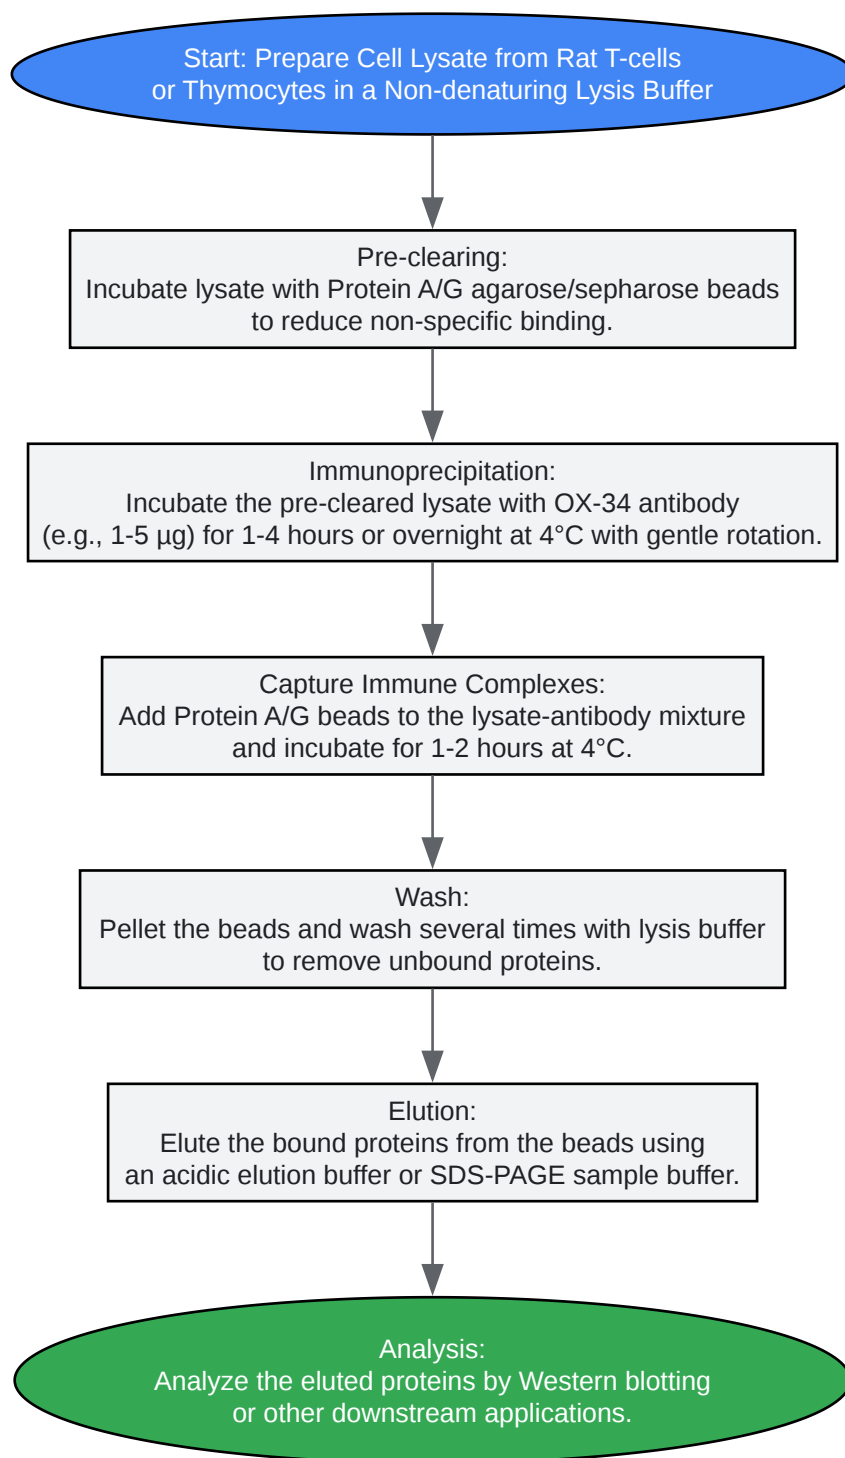 Start: Prepare Cell Lysate from Rat T-cells
or Thymocytes in a Non-denaturing Lysis Buffer
Pre-clearing:
Incubate lysate with Protein A/G agarose/sepharose beads
to reduce non-specific binding.
Immunoprecipitation:
Incubate the pre-cleared lysate with OX-34 antibody
(e.g., 1-5 µg) for 1-4 hours or overnight at 4°C with gentle rotation.
Capture Immune Complexes:
Add Protein A/G beads to the lysate-antibody mixture
and incubate for 1-2 hours at 4°C.
Wash:
Pellet the beads and wash several times with lysis buffer
to remove unbound proteins.
Elution:
Elute the bound proteins from the beads using
an acidic elution buffer or SDS-PAGE sample buffer.
Analysis:
Analyze the eluted proteins by Western blotting
or other downstream applications.